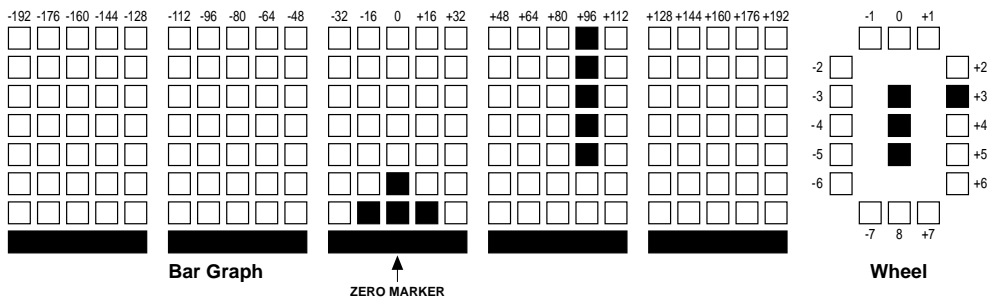 -192 -176 -160 -144 -128 -112 -96 -80 -64 -48 -32 -16 0 +16 +32 +48 +64 +80 +96 +112 +128 +144 +160 +176 +192 -1 0 +1
-2 +2
-3 +3
-4 +4
-5 +5
-6 +6
-7 8 +7
Bar Graph Wheel
ZERO MARKER